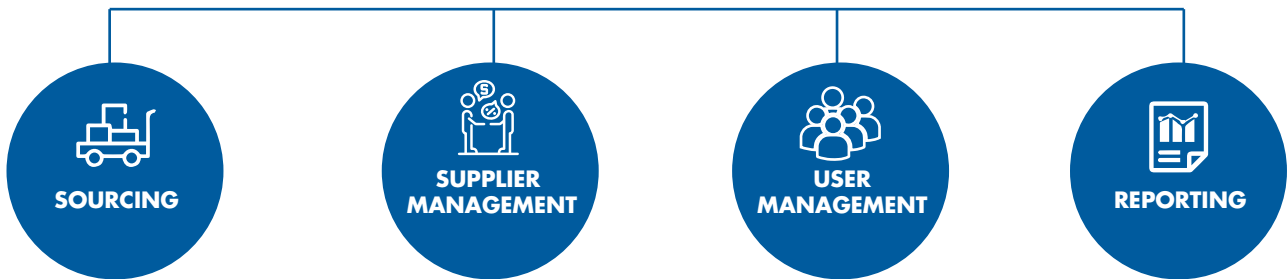 SOURCING
SUPPLIER
MANAGEMENT
USER
MANAGEMENT
REPORTING